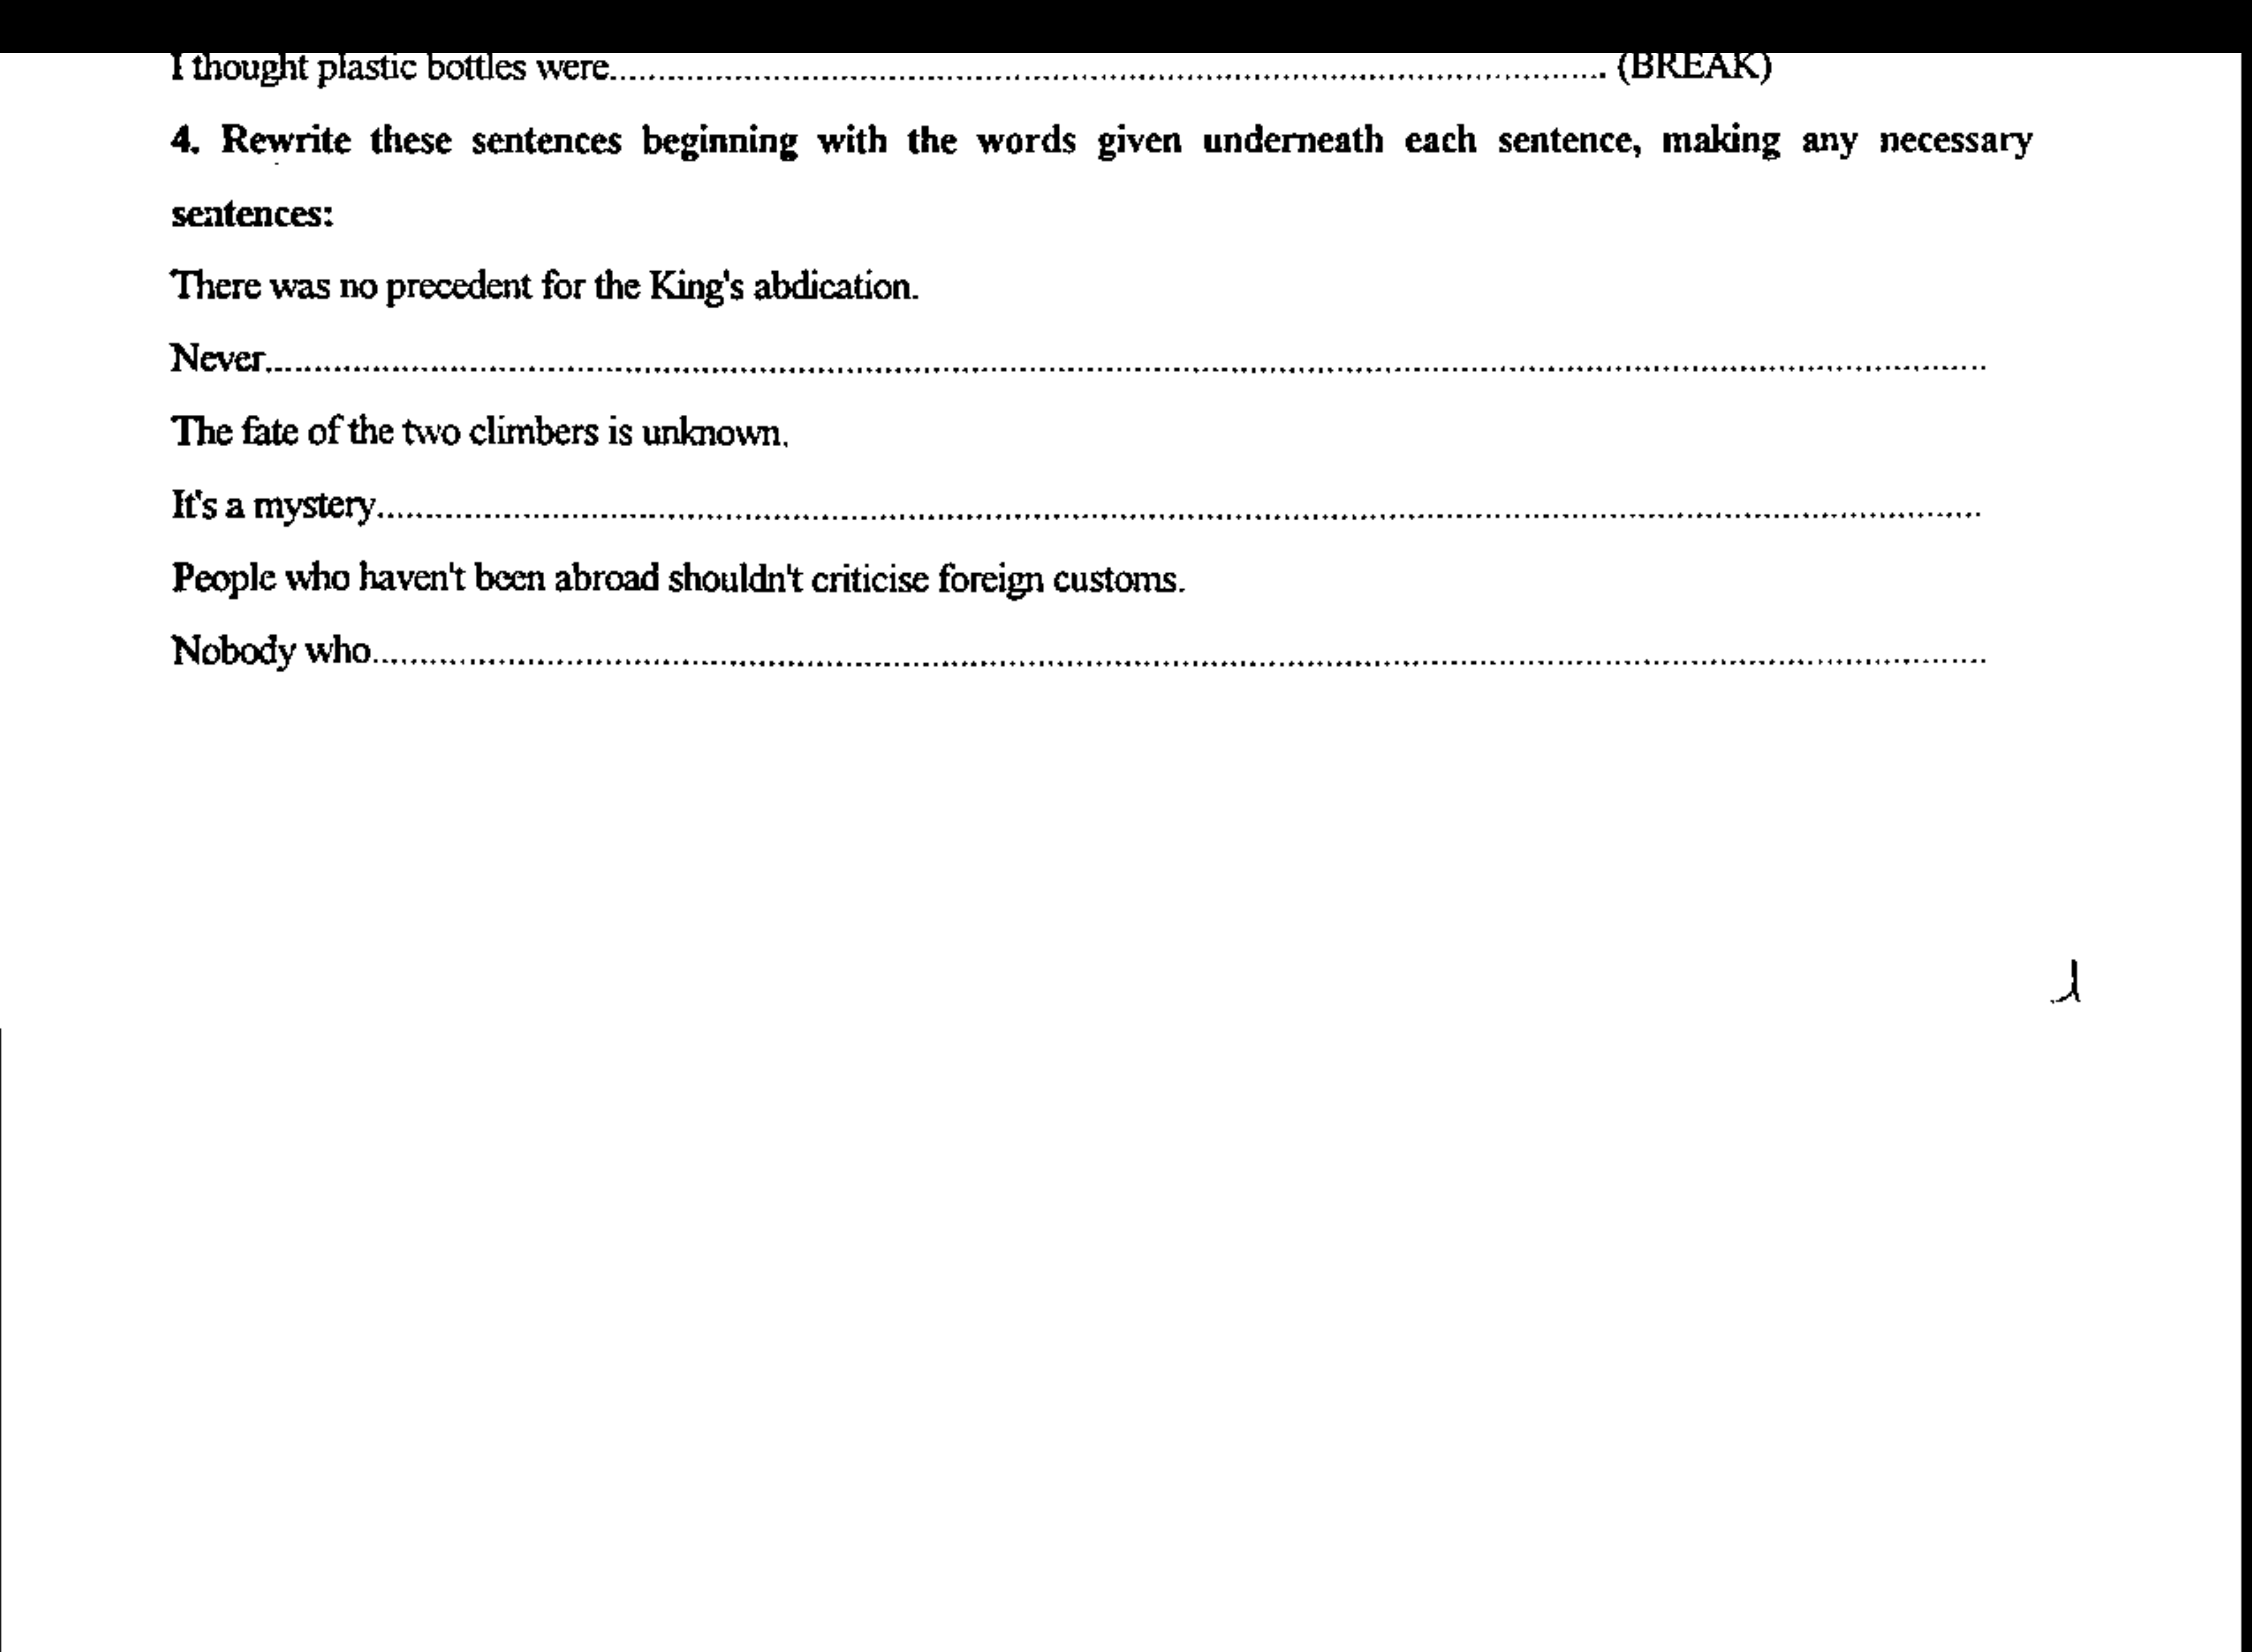 I thought plastic bottles were.......................................................................................................... (BREAK)
4. Rewrite these sentences beginning with the words given underneath each sentence, making any necessary
sentences:
There was no precedent for the King's abdication.
Never....................................................................................................................................................................
The fate of the two climbers is unknown.
It's a mystery.......................................................................................................................................................
People who haven't been abroad shouldn't criticise foreign customs.
Nobody who.......................................................................................................................................................